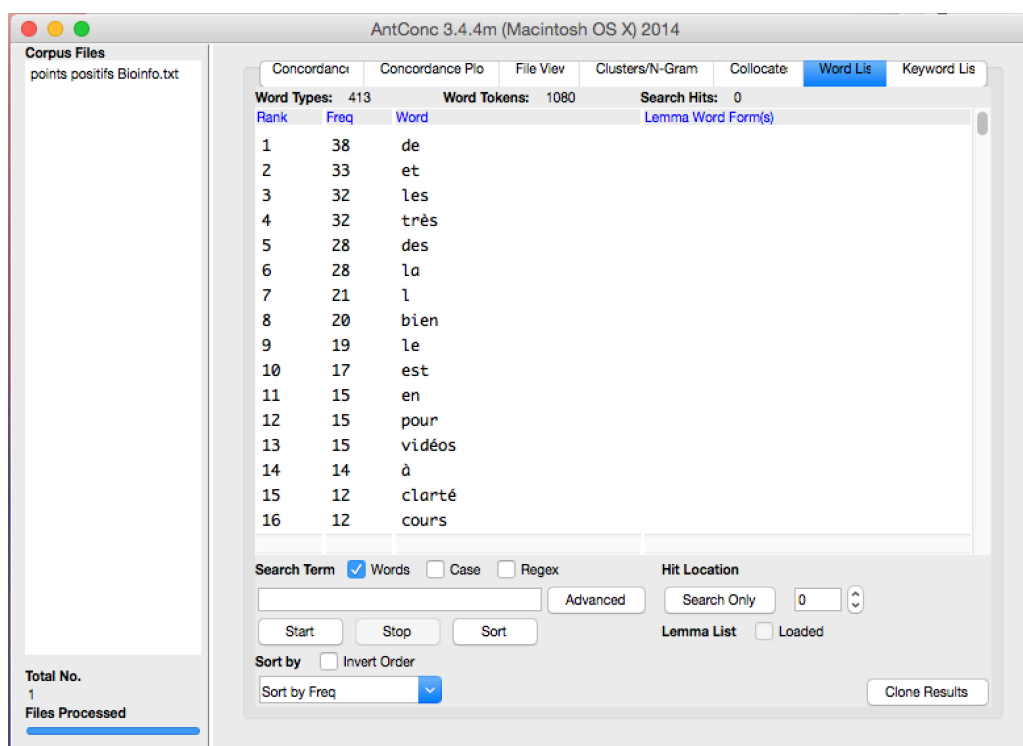 AntConc 3.4.4m (Macintosh OS X) 2014
Corpus Files
points positifs Bioinfo.txt
Concordance Concordance Plo File View Clusters/N-Gram Collocate Word Lis Keyword Lis
Word Types: 413 Word Tokens: 1080 Search Hits: 0
Rank Freq Word Lemma Word Form(s)
1 38 de
2 33 et
3 32 les
4 32 très
5 28 des
6 28 la
7 21 l
8 20 bien
9 19 le
10 17 est
11 15 en
12 15 pour
13 15 vidéos
14 14 à
15 12 clarté
16 12 cours
Search Term Words Case Regex Hit Location
Advanced Search Only 0
Start Stop Sort Lemma List Loaded
Sort by Invert Order
Sort by Freq Clone Results
Total No.
1
Files Processed